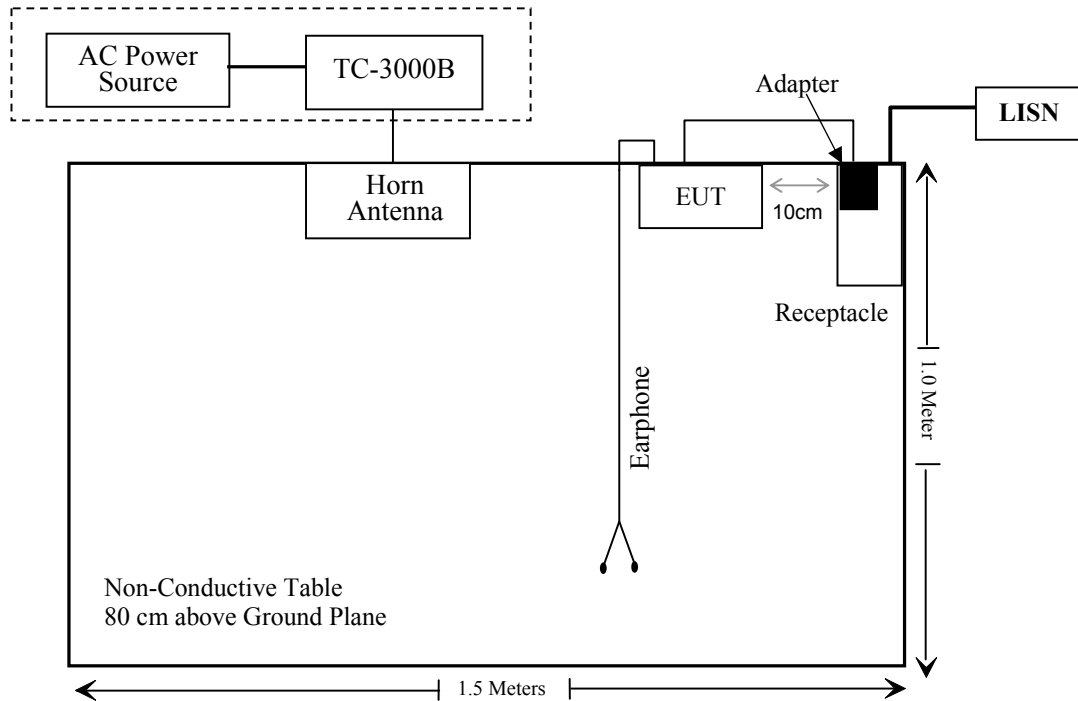 AC Power
Source
TC-3000B
Adapter
LISN
Horn
Antenna
EUT
10cm
Receptacle
Earphone
1.0 Meter
Non-Conductive Table
80 cm above Ground Plane
1.5 Meters